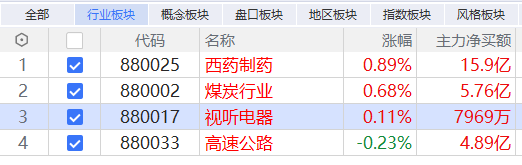 全部 行业板块 概念板块 盘口板块 地区板块 指数板块 风格板块
代码 名称 涨幅 主力净买额
1 880025 西药制药 0.89% 15.9亿
2 880002 煤炭行业 0.68% 5.76亿
3 880017 视听电器 0.11% 7969万
4 880033 高速公路 -0.23% 4.89亿